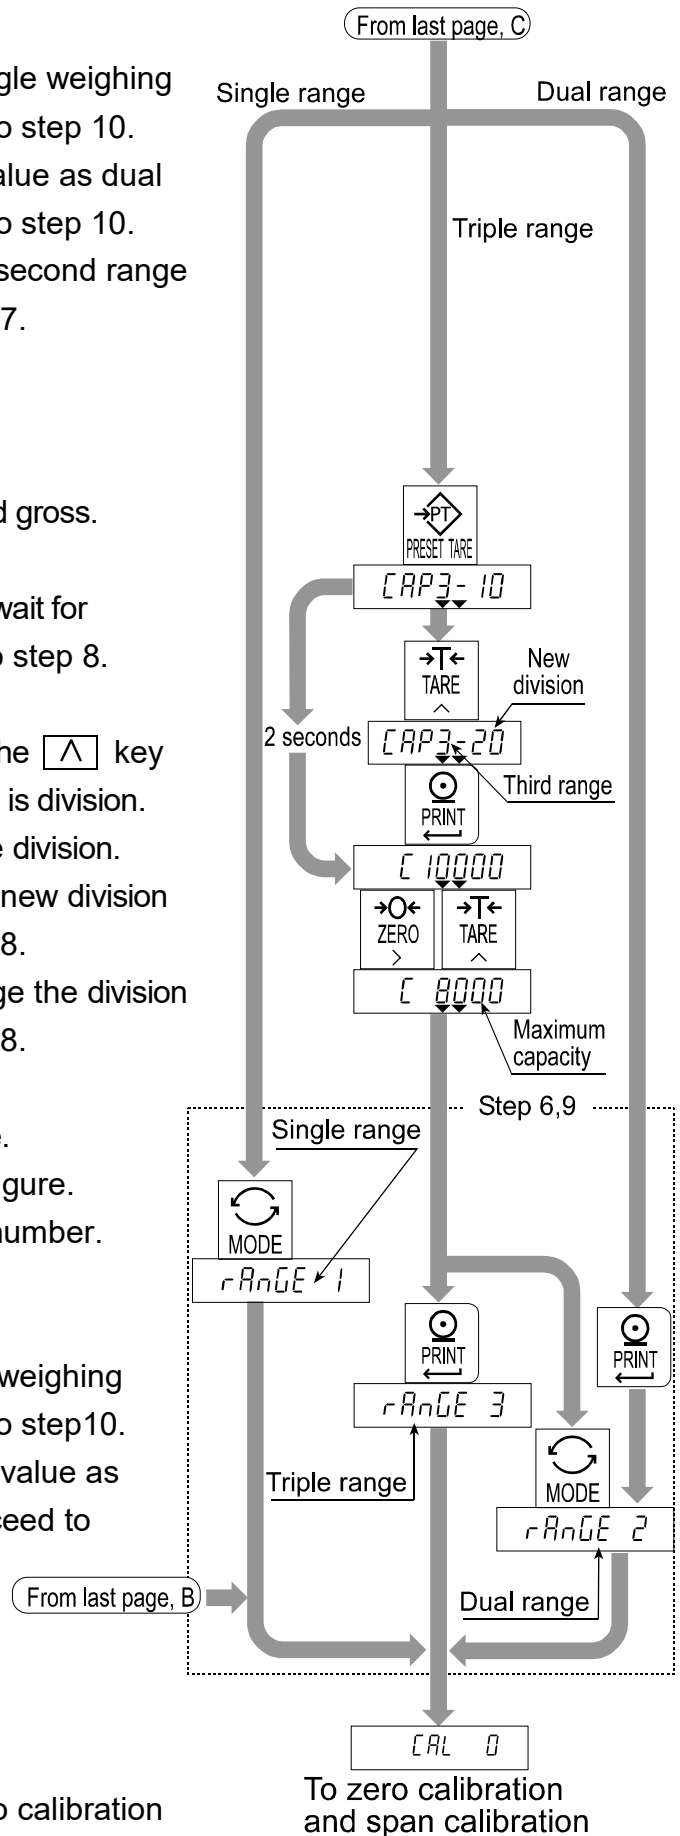 From last page, C
gle weighing
Single range
Dual range
o step 10.
alue as dual
o step 10.
Triple range
second range
7.
d gross.
PT
PRESET TARE
CAP3-10
wait for
o step 8.
TARE
New
division
2 seconds
CAP3-20
he ^ key
is division.
Third range
PRINT
e division.
C 10000
new division
ZERO
TARE
8.
ge the division
C 8000
8.
Maximum
capacity
Step 6,9
e.
Single range
gure.
number.
MODE
rAnGE 1
PRINT
PRINT
weighing
rAnGE 3
o step10.
value as
Triple range
MODE
ceed to
rAnGE 2
From last page, B
Dual range
CAL 0
To zero calibration
and span calibration
o calibration